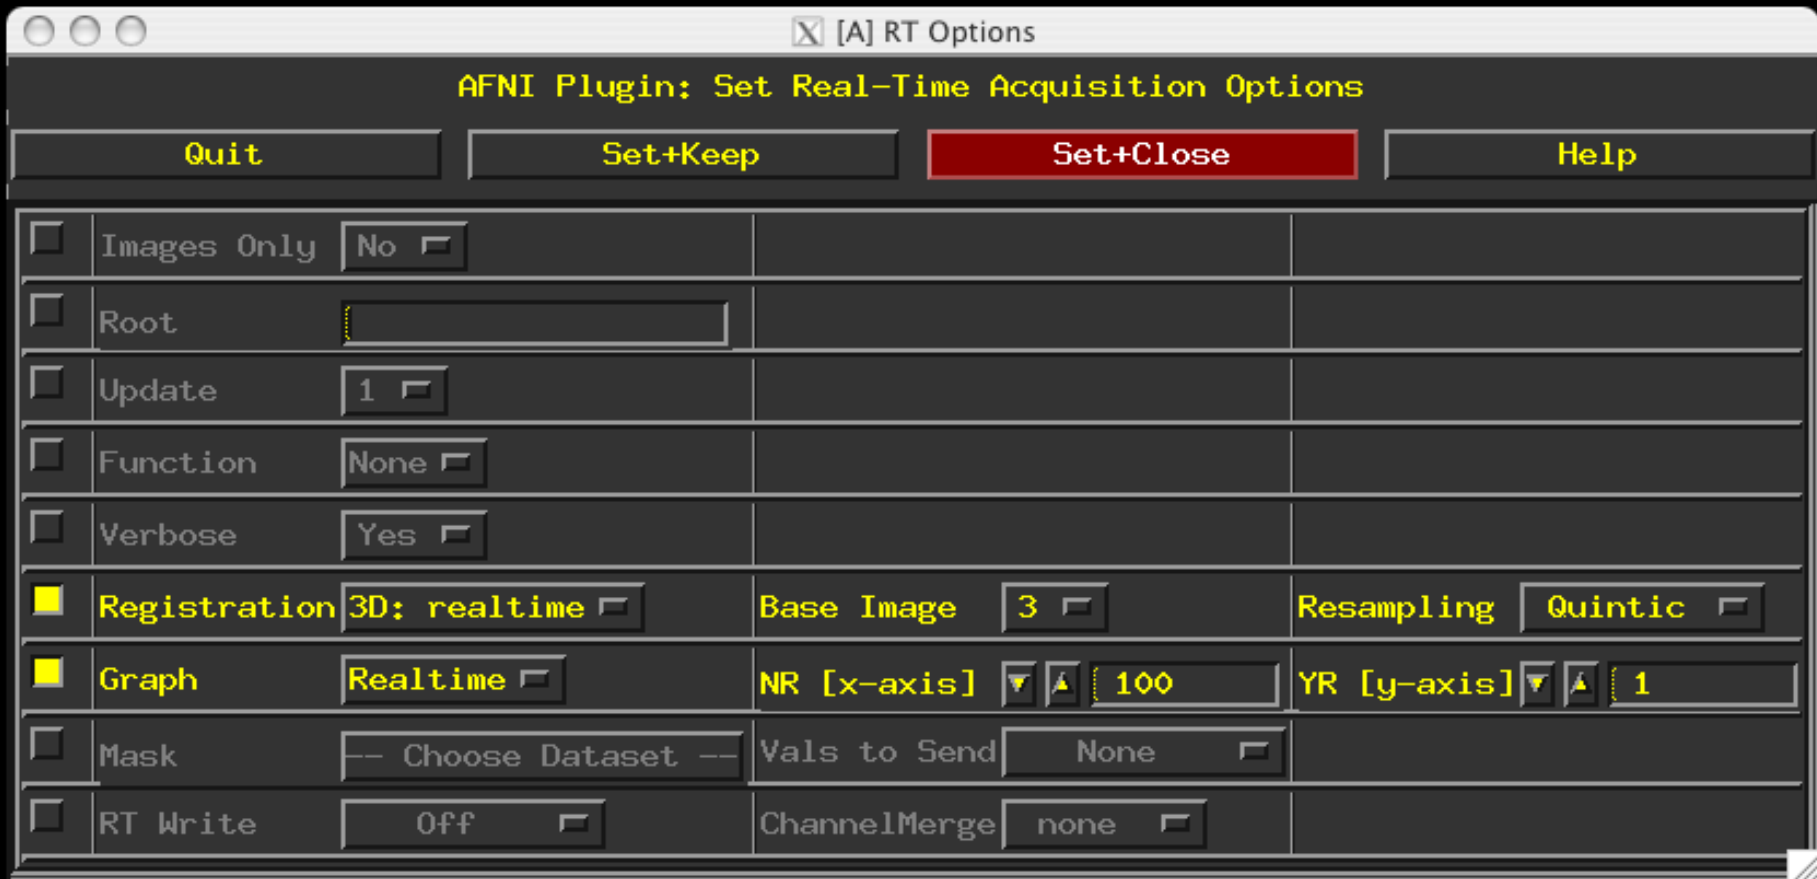 [A] RT Options
AFNI Plugin: Set Real-Time Acquisition Options
Quit Set+Keep Set+Close Help
Images Only No
Root
Update 1
Function None
Verbose Yes
Registration 3D: realtime Base Image 3 Resampling Quintic
Graph Realtime NR [x-axis] 100 YR [y-axis] 1
Mask -- Choose Dataset -- Vals to Send None
RT Write Off ChannelMerge none